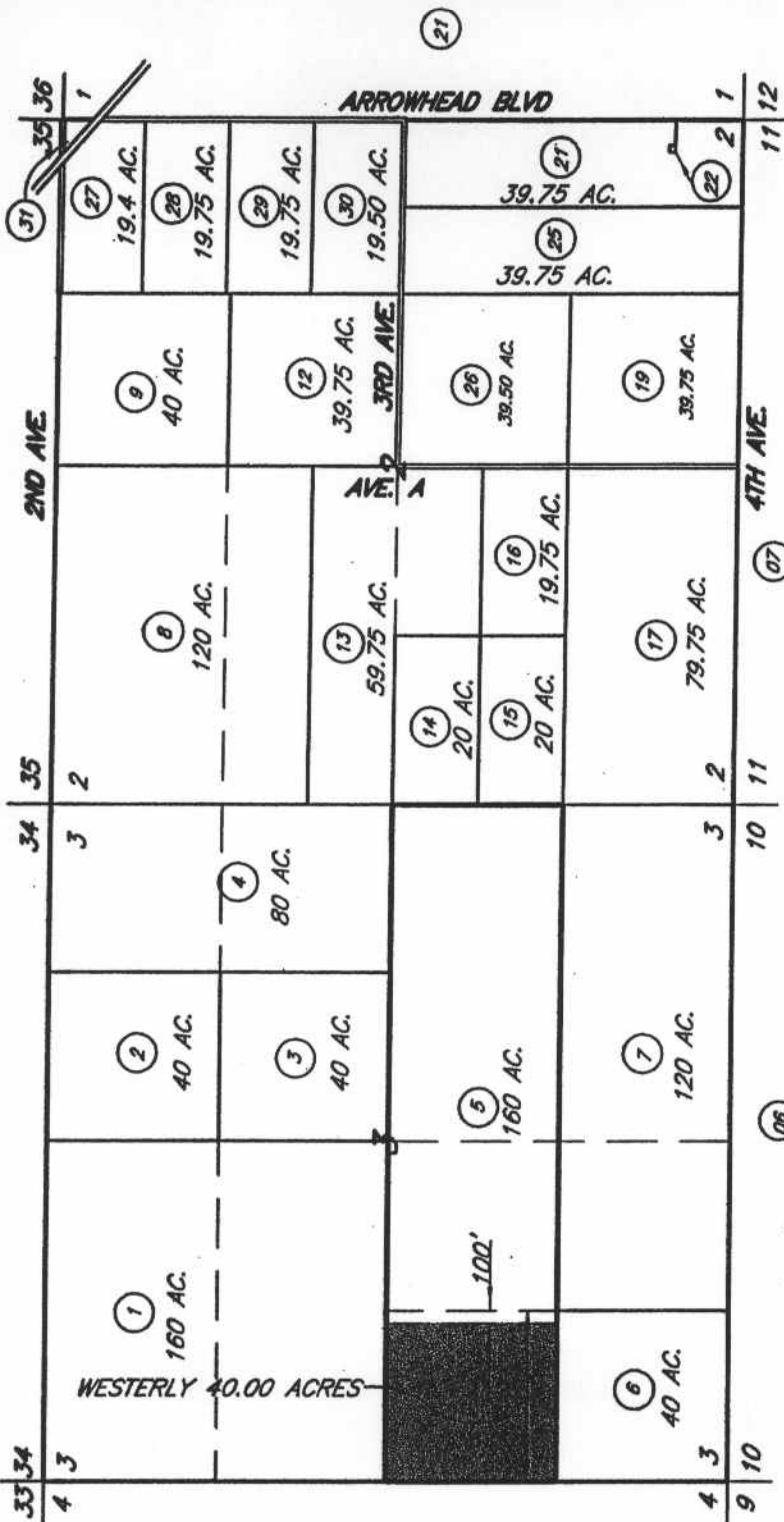 33 34
4 3
2ND AVE.
34 35
3 2
35 36
1
31
21
1
160 AC.
2
40 AC.
3
40 AC.
4
80 AC.
8
120 AC.
9
40 AC.
12
39.75 AC.
13
59.75 AC.
27
19.4 AC.
28
19.75 AC.
29
19.75 AC.
30
19.50 AC.
ARROWHEAD BLVD
3RD AVE.
AVE. A
WESTERLY 40.00 ACRES
100'
5
160 AC.
14
20 AC.
15
20 AC.
16
19.75 AC.
26
39.50 AC.
25
39.75 AC.
21
39.75 AC.
22
6
40 AC.
7
120 AC.
17
79.75 AC.
19
39.75 AC.
4 3
9 10
3 2
10 11
4TH AVE.
2 1
11 12
06
07